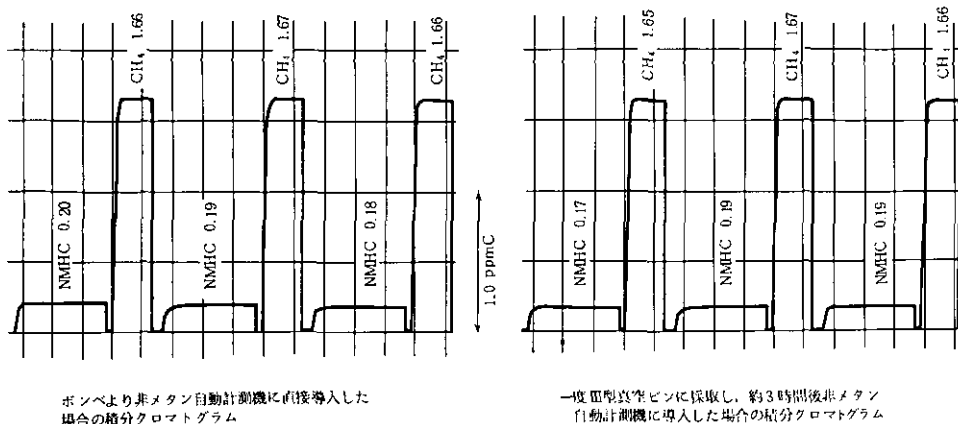 CH₄ 1.66
CH₄ 1.67
CH₄ 1.66
NMHC 0.20
NMHC 0.19
NMHC 0.18
1.0 ppmC
CH₄ 1.65
CH₄ 1.67
CH₄ 1.66
NMHC 0.17
NMHC 0.19
NMHC 0.19
ボンベより非メタン自動計測機に直接導入した
場合の積分クロマトグラム
一度Ⅲ型真空ビンに採取し、約3時間後非メタン
自動計測機に導入した場合の積分クロマトグラム